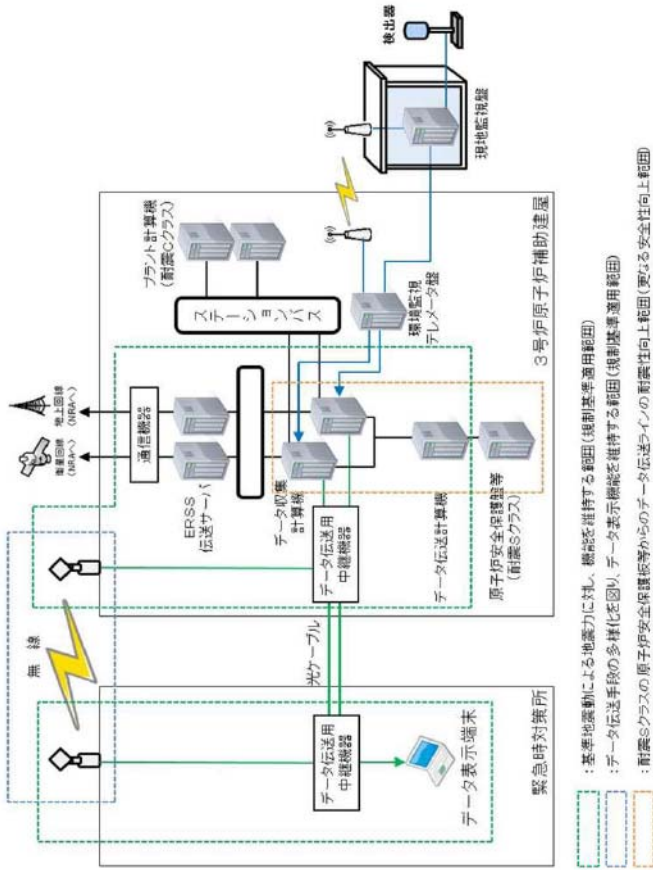 検出器
現地監視盤
3号炉原子炉補助建屋
プラント計算機
(耐震Cクラス)
ステーションバス
環境監視
テレメータ盤
地上回線
(NRAへ)
衛星回線
(NRAへ)
通信機器
ERSS
伝送サーバ
データ収集
計算機
データ伝送計算機
原子炉安全保護盤等
(耐震Sクラス)
データ伝送用
中継機器
無線
光ケーブル
緊急時対策所
データ伝送用
中継機器
データ表示端末
:基準地震動による地震力に対し、機能を維持する範囲(規制基準適用範囲)
:データ伝送手段の多様化を図り、データ表示機能を維持する範囲(規制基準適用範囲)
:耐震Sクラスの原子炉安全保護板等からのデータ伝送ラインの耐震性向上範囲(更なる安全性向上範囲)